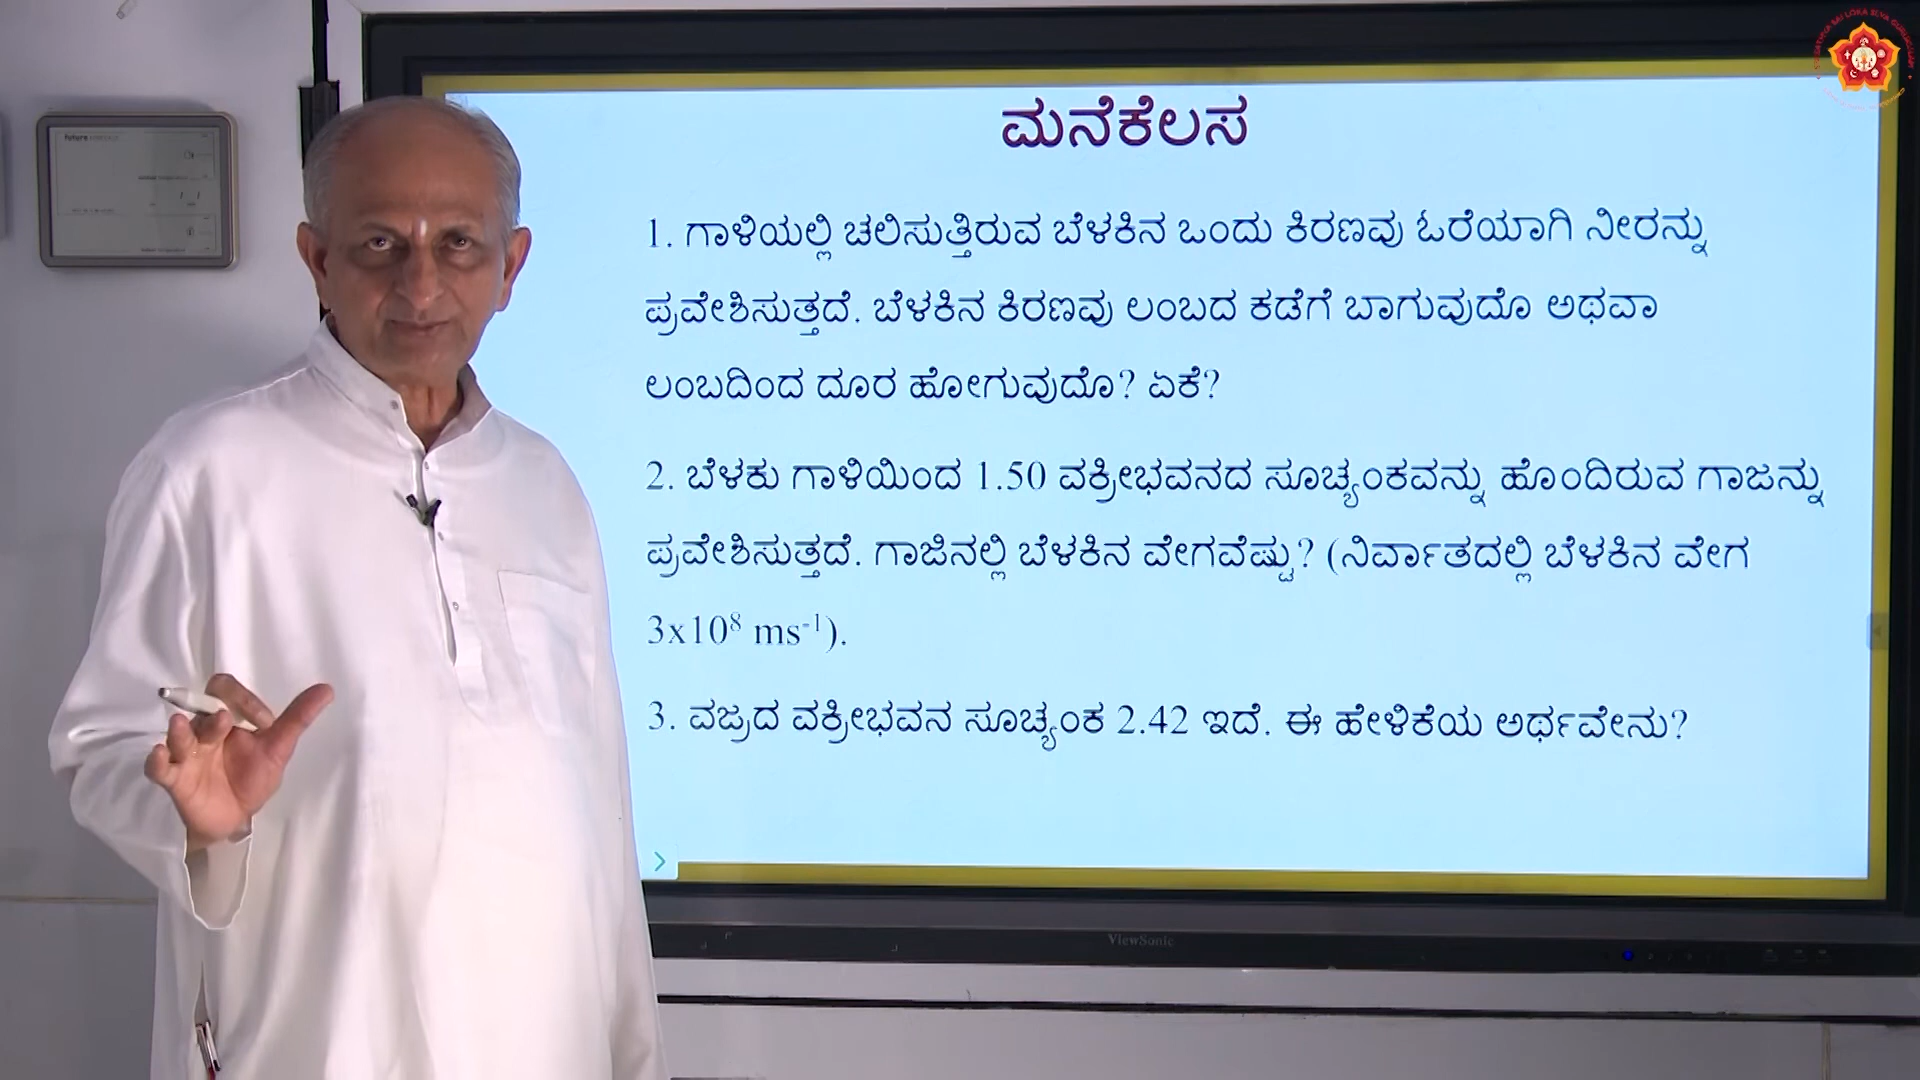 ಮನೆಕೆಲಸ
1. ಗಾಳಿಯಲ್ಲಿ ಚಲಿಸುತ್ತಿರುವ ಬೆಳಕಿನ ಒಂದು ಕಿರಣವು ಓರೆಯಾಗಿ ನೀರನ್ನು
ಪ್ರವೇಶಿಸುತ್ತದೆ. ಬೆಳಕಿನ ಕಿರಣವು ಲಂಬದ ಕಡೆಗೆ ಬಾಗುವುದೊ ಅಥವಾ
ಲಂಬದಿಂದ ದೂರ ಹೋಗುವುದೊ? ಏಕೆ?
2. ಬೆಳಕು ಗಾಳಿಯಿಂದ 1.50 ವಕ್ರೀಭವನದ ಸೂಚ್ಯಂಕವನ್ನು ಹೊಂದಿರುವ ಗಾಜನ್ನು
ಪ್ರವೇಶಿಸುತ್ತದೆ. ಗಾಜಿನಲ್ಲಿ ಬೆಳಕಿನ ವೇಗವೆಷ್ಟು? (ನಿರ್ವಾತದಲ್ಲಿ ಬೆಳಕಿನ ವೇಗ
3x10⁸ ms⁻¹).
3. ವಜ್ರದ ವಕ್ರೀಭವನ ಸೂಚ್ಯಂಕ 2.42 ಇದೆ. ಈ ಹೇಳಿಕೆಯ ಅರ್ಥವೇನು?
ViewSonic